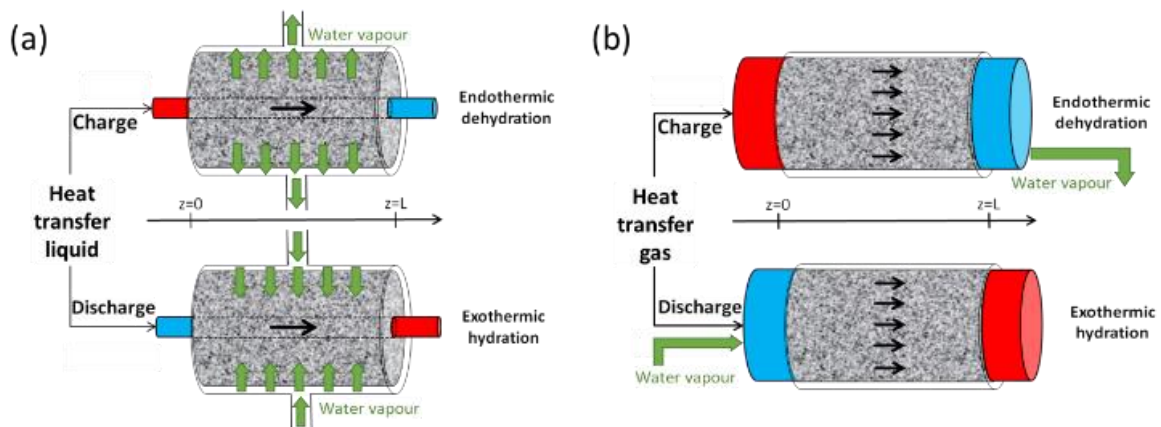 (a)
Water vapour
Charge
Endothermic
dehydration
Heat
transfer
liquid
z=0
z=L
Discharge
Exothermic
hydration
Water vapour
(b)
Charge
Endothermic
dehydration
Water vapour
Heat
transfer
gas
z=0
z=L
Discharge
Water vapour
Exothermic
hydration